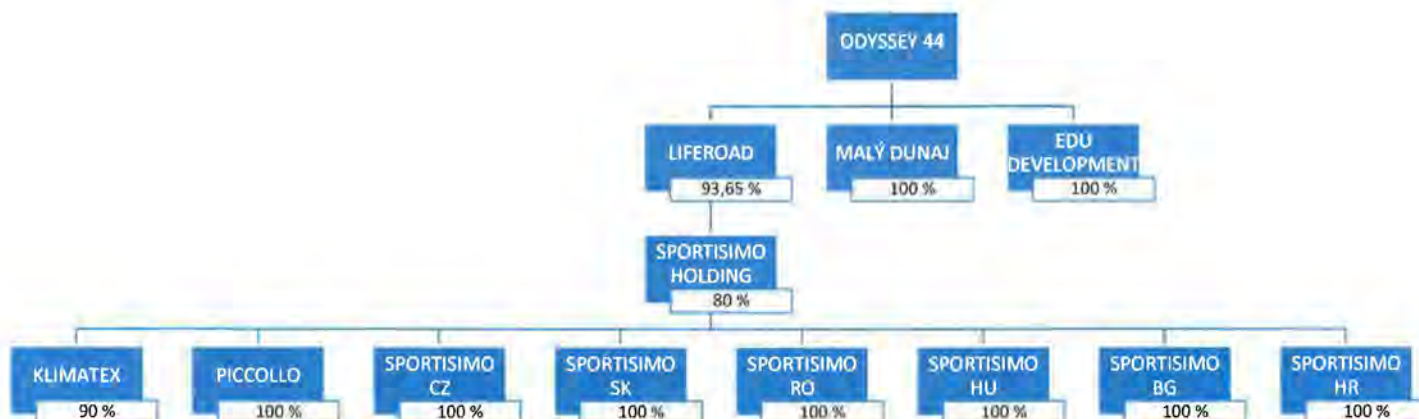 ODYSSEY 44
LIFEROAD
93,65 %
MALÝ DUNAJ
100 %
EDU
DEVELOPMENT
100 %
SPORTISIMO
HOLDING
80 %
KLIMATEX
90 %
PICCOLLO
100 %
SPORTISIMO
CZ
100 %
SPORTISIMO
SK
100 %
SPORTISIMO
RO
100 %
SPORTISIMO
HU
100 %
SPORTISIMO
BG
100 %
SPORTISIMO
HR
100 %